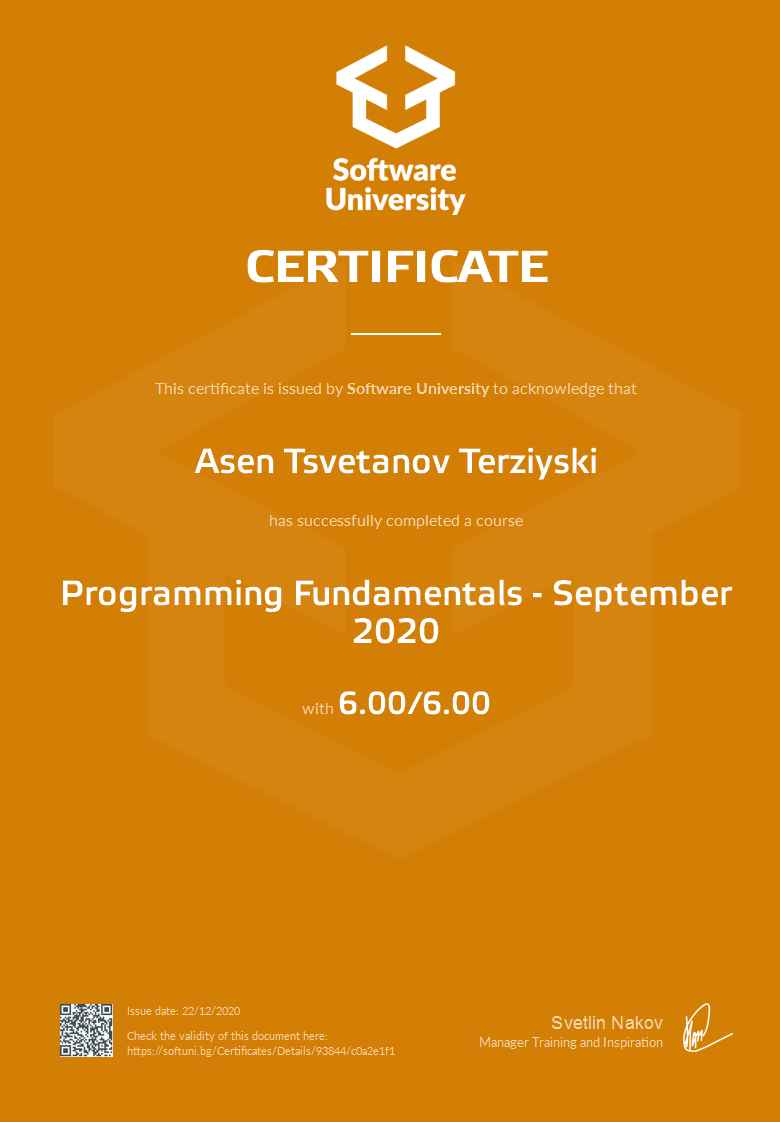 Software
University
CERTIFICATE
This certificate is issued by Software University to acknowledge that
Asen Tsvetanov Terziyski
has successfully completed a course
Programming Fundamentals - September
2020
with 6.00/6.00
Issue date: 22/12/2020
Check the validity of this document here:
https://softuni.bg/Certificates/Details/93844/c0a2e1f1
Svetlin Nakov
Manager Training and Inspiration